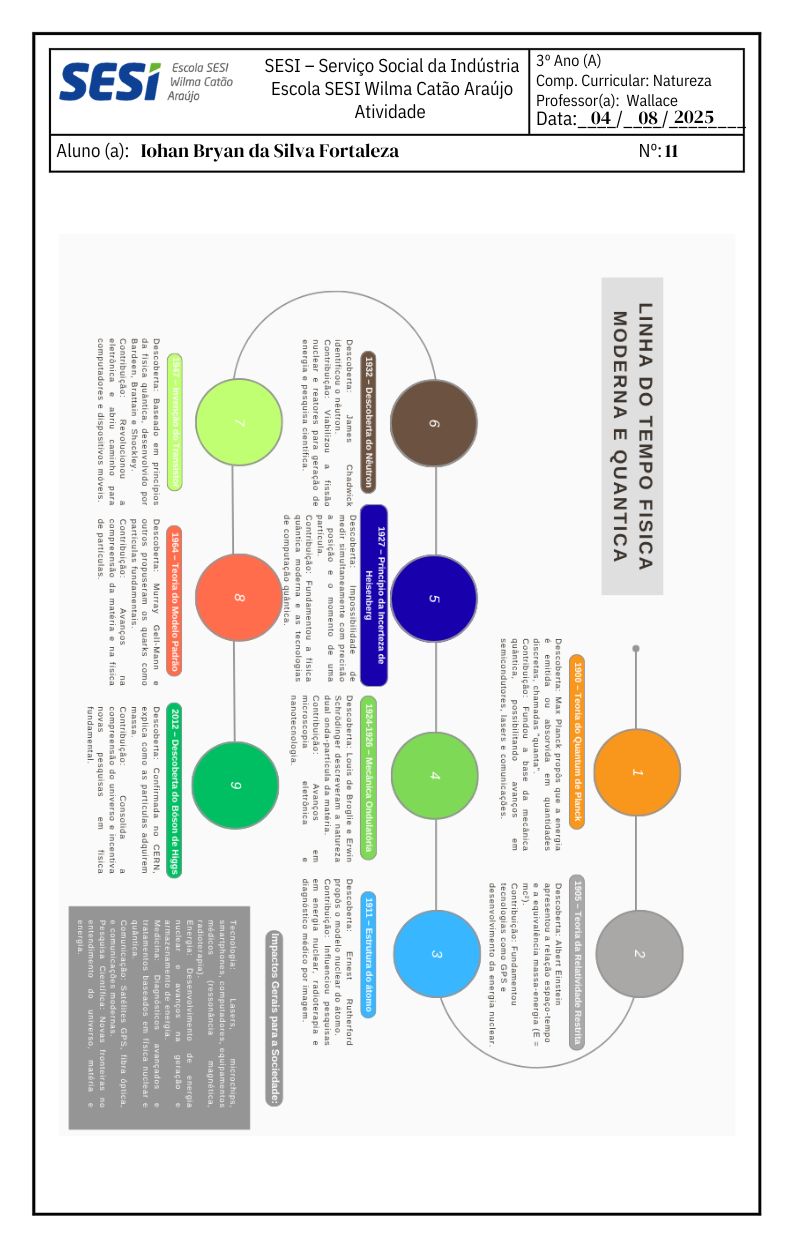 SESI
Escola SESI
Wilma Catão
Araújo
SESI – Serviço Social da Indústria
Escola SESI Wilma Catão Araújo
Atividade
3º Ano (A)
Comp. Curricular: Natureza
Professor(a): Wallace
Data: 04 / 08 / 2025
Aluno (a): Iohan Bryan da Silva Fortaleza
Nº: 11
LINHA DO TEMPO FISICA
MODERNA E QUANTICA
1
1900 – Teoria do Quantum de Planck
Descoberta: Max Planck propôs que a energia
é emitida ou absorvida em quantidades
discretas, chamadas "quanta".
Contribuição: Fundou a base da mecânica
quântica, possibilitando avanços em
semicondutores, lasers e comunicações.
2
1905 – Teoria da Relatividade Restrita
Descoberta: Albert Einstein
apresentou a relação espaço-tempo
e a equivalência massa-energia (E =
mc²).
Contribuição: Fundamentou
tecnologias como GPS e
desenvolvimento da energia nuclear.
3
1911 – Estrutura do átomo
Descoberta: Ernest Rutherford
propôs o modelo nuclear do átomo.
Contribuição: Influenciou pesquisas
em energia nuclear, radioterapia e
diagnóstico médico por imagem.
4
1924-1926 – Mecânica Ondulatória
Descoberta: Louis de Broglie e Erwin
Schrödinger descreveram a natureza
dual onda-partícula da matéria.
Contribuição: Avanços em
microscopia eletrônica e
nanotecnologia.
5
1927 – Princípio da Incerteza de
Heisenberg
Descoberta: Impossibilidade de
medir simultaneamente com precisão
a posição e o momento de uma
partícula.
Contribuição: Fundamentou a física
quântica moderna e as tecnologias
de computação quântica.
6
1932 – Descoberta do Nêutron
Descoberta: James Chadwick
identificou o nêutron.
Contribuição: Viabilizou a fissão
nuclear e reatores para geração de
energia e pesquisa científica.
7
1947 – Invenção do Transistor
Descoberta: Baseado em princípios
da física quântica, desenvolvido por
Bardeen, Brattain e Shockley.
Contribuição: Revolucionou a
eletrônica e abriu caminho para
computadores e dispositivos móveis.
8
1964 – Teoria do Modelo Padrão
Descoberta: Murray Gell-Mann e
outros propuseram os quarks como
partículas fundamentais.
Contribuição: Avanços na
compreensão da matéria e na física
de partículas.
9
2012 – Descoberta do Bóson de Higgs
Descoberta: Confirmada no CERN,
explica como as partículas adquirem
massa.
Contribuição: Consolida a
compreensão do universo e incentiva
novas pesquisas em física
fundamental.
Impactos Gerais para a Sociedade:
Tecnologia: Lasers, microchips,
smartphones, computadores, equipamentos
médicos (ressonância magnética,
radioterapia).
Energia: Desenvolvimento de energia
nuclear e avanços na geração e
armazenamento de energia.
Medicina: Diagnósticos avançados e
tratamentos baseados em física nuclear e
quântica.
Comunicação: Satélites GPS, fibra óptica,
e comunicações modernas.
Pesquisa Científica: Novas fronteiras no
entendimento do universo, matéria e
energia.